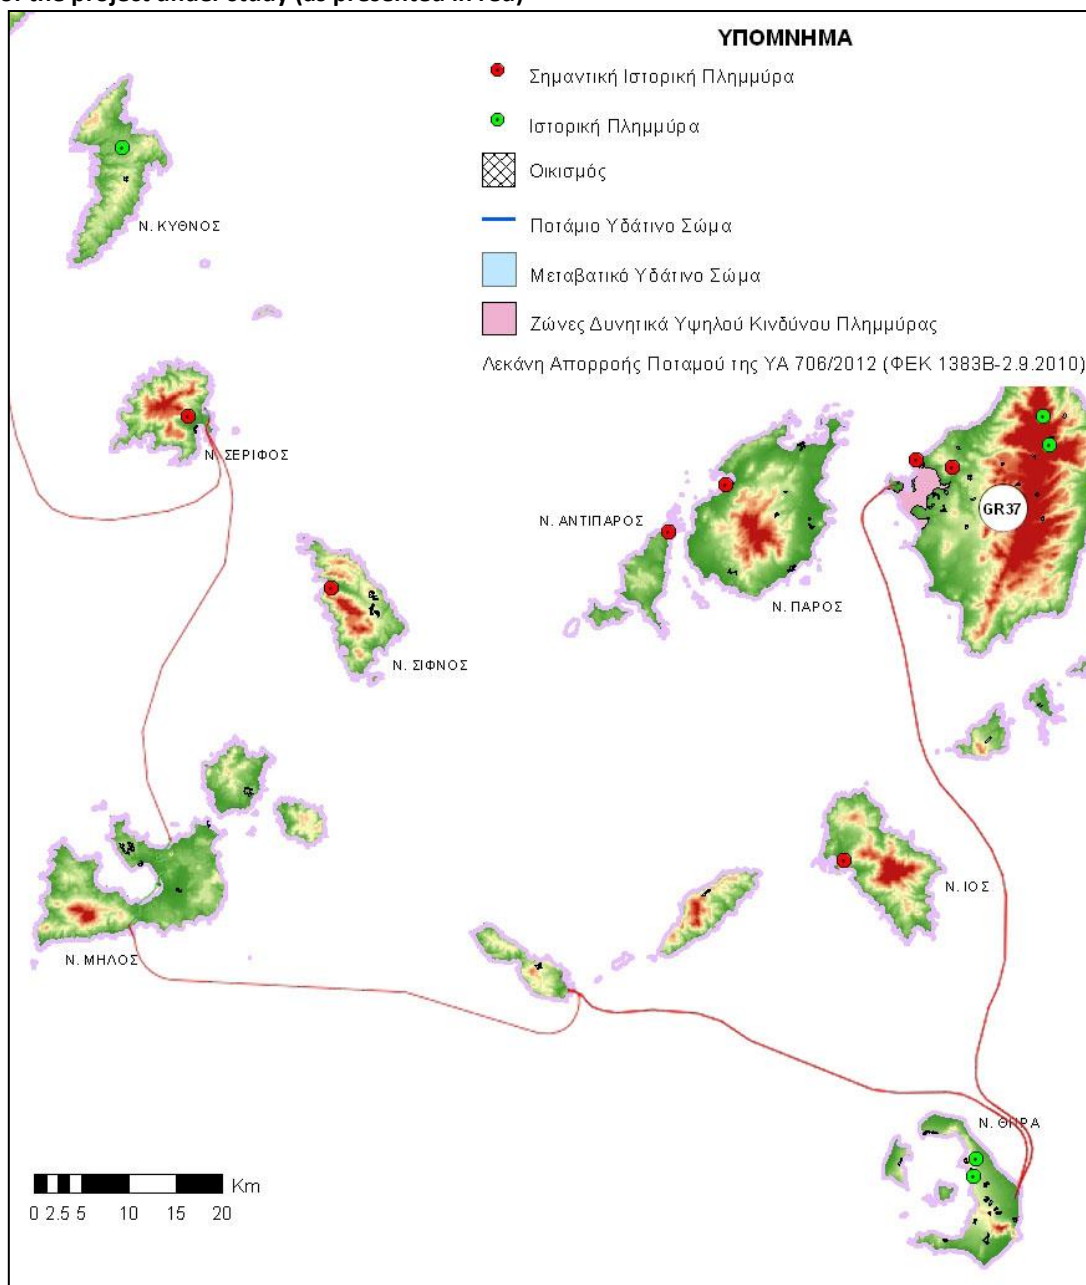 of the project under study (as presented in red)
ΥΠΟΜΝΗΜΑ
Σημαντική Ιστορική Πλημμύρα
Ιστορική Πλημμύρα
Οικισμός
Ποτάμιο Υδάτινο Σώμα
Μεταβατικό Υδάτινο Σώμα
Ζώνες Δυνητικά Υψηλού Κινδύνου Πλημμύρας
Λεκάνη Απορροής Ποταμού της ΥΑ 706/2012 (ΦΕΚ 1383Β-2.9.2010)
Ν. ΚΥΘΝΟΣ
Ν. ΣΕΡΙΦΟΣ
Ν. ΑΝΤΙΠΑΡΟΣ
GR37
Ν. ΠΑΡΟΣ
Ν. ΣΙΦΝΟΣ
Ν. ΙΟΣ
Ν. ΜΗΛΟΣ
Ν. ΘΗΡΑ
Km
0 2.5 5 10 15 20